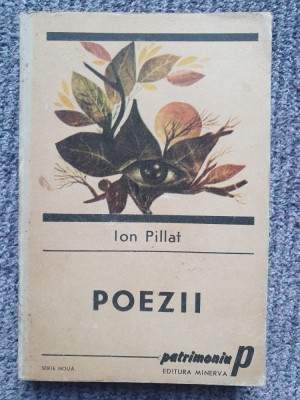 Ion Pillat
POEZII
patrimoniu P
SERIE NOUĂ
EDITURA MINERVA